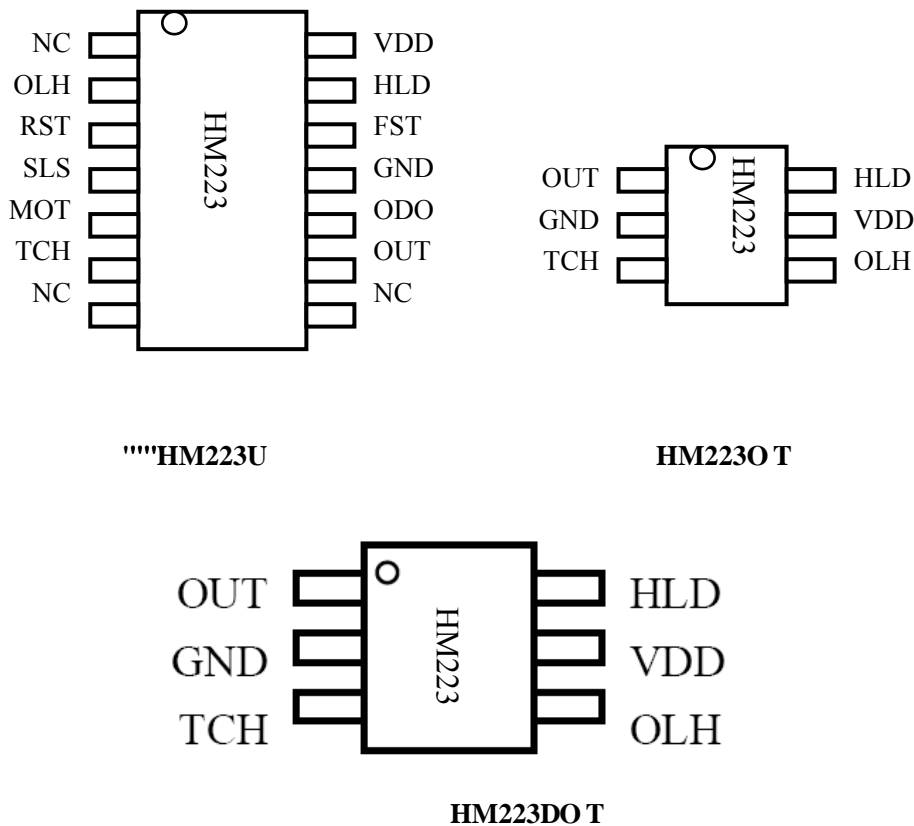 NC
OLH
RST
SLS
MOT
TCH
NC
HM223
VDD
HLD
FST
GND
ODO
OUT
NC
OUT
GND
TCH
HM223
HLD
VDD
OLH
"""HM223U
HM223O T
OUT
GND
TCH
HM223
HLD
VDD
OLH
HM223DO T